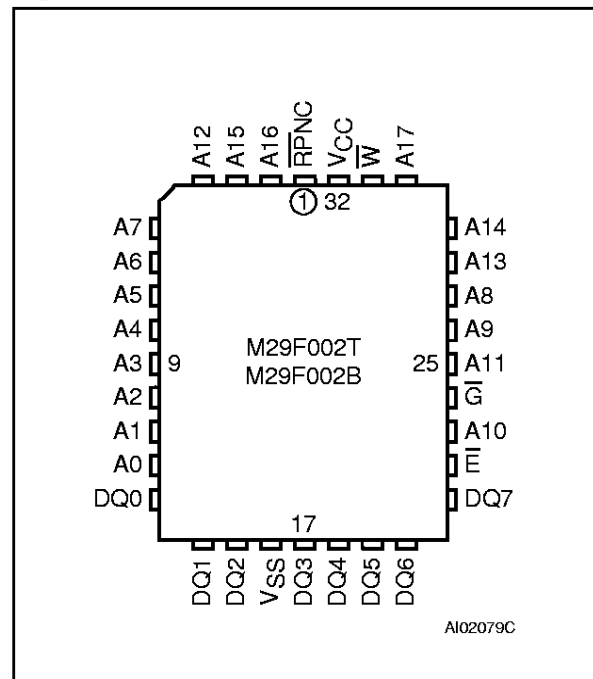 A12 A15 A16 R̅P̅NC VCC W̅ A17
1 32
A7 A14
A6 A13
A5 A8
A4 A9
A3 9 M29F002T 25 A11
M29F002B
A2 G̅
A1 A10
A0 E̅
DQ0 DQ7
17
DQ1 DQ2 VSS DQ3 DQ4 DQ5 DQ6
AI02079C